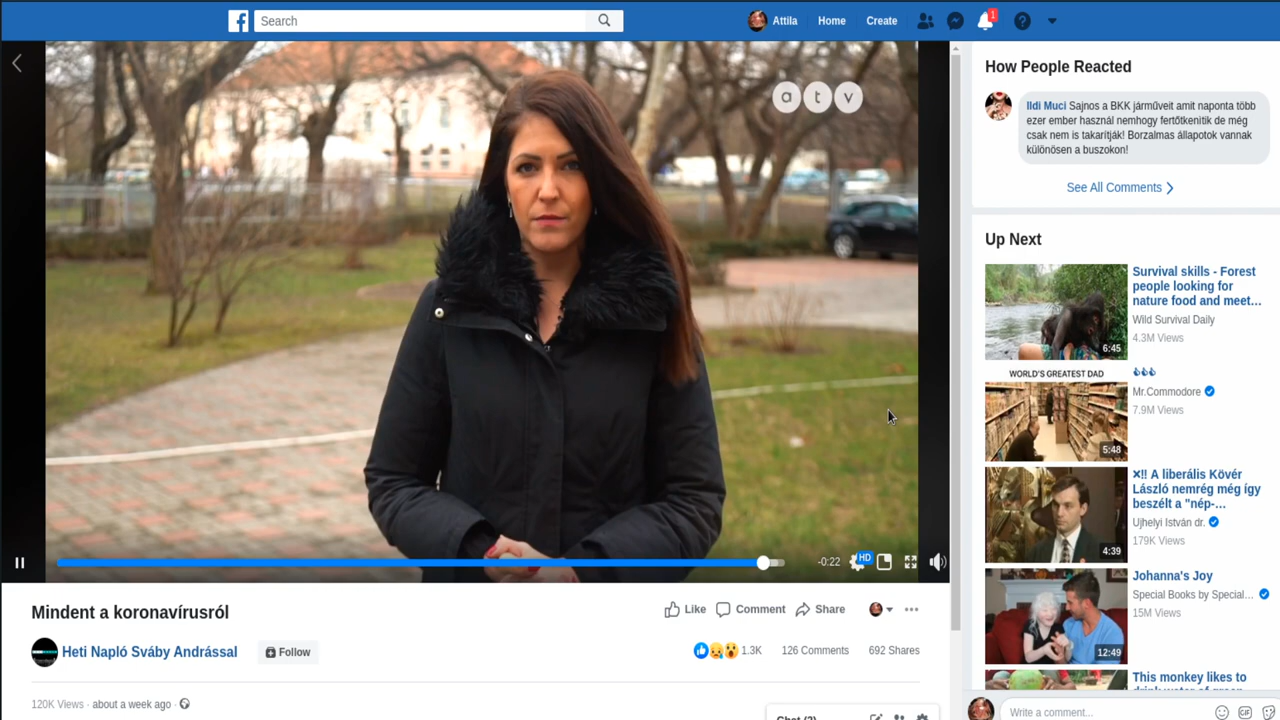 Search
Attila
Home
Create
1
a t v
-0:22
HD
Mindent a koronavírusról
Like
Comment
Share
Heti Napló Sváby Andrással
Follow
1.3K
126 Comments
692 Shares
120K Views · about a week ago ·
Chat (2)
How People Reacted
Ildi Muci Sajnos a BKK járműveit amit naponta több
ezer ember használ nemhogy fertőtkenitik de még
csak nem is takarítják! Borzalmas állapotok vannak
különösen a buszokon!
See All Comments
Up Next
6:45
Survival skills - Forest
people looking for
nature food and meet...
Wild Survival Daily
4.3M Views
WORLD'S GREATEST DAD
5:48
Mr.Commodore
7.9M Views
4:39
×!! A liberális Kövér
László nemrég még így
beszélt a "nép-...
Ujhelyi István dr.
179K Views
12:49
Johanna's Joy
Special Books by Special...
15M Views
This monkey likes to
Write a comment...
GIF